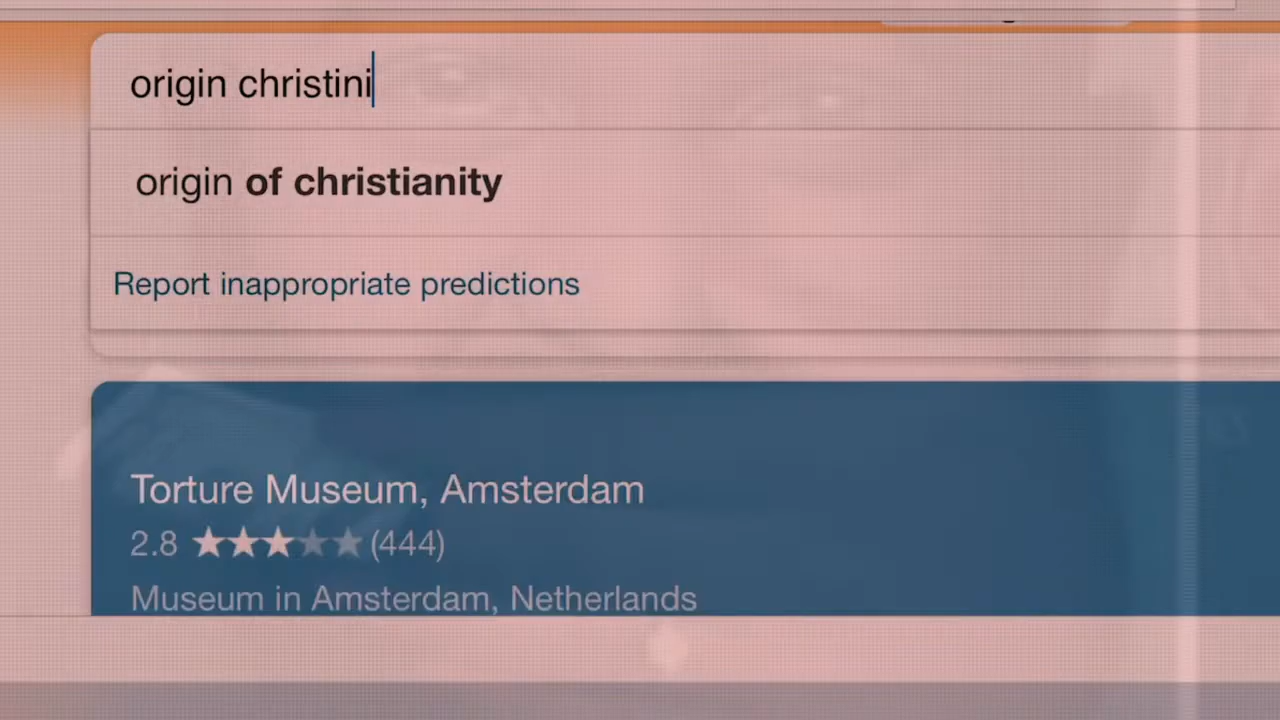 origin christini
origin of christianity
Report inappropriate predictions
Torture Museum, Amsterdam
2.8 ★★★★★ (444)
Museum in Amsterdam, Netherlands